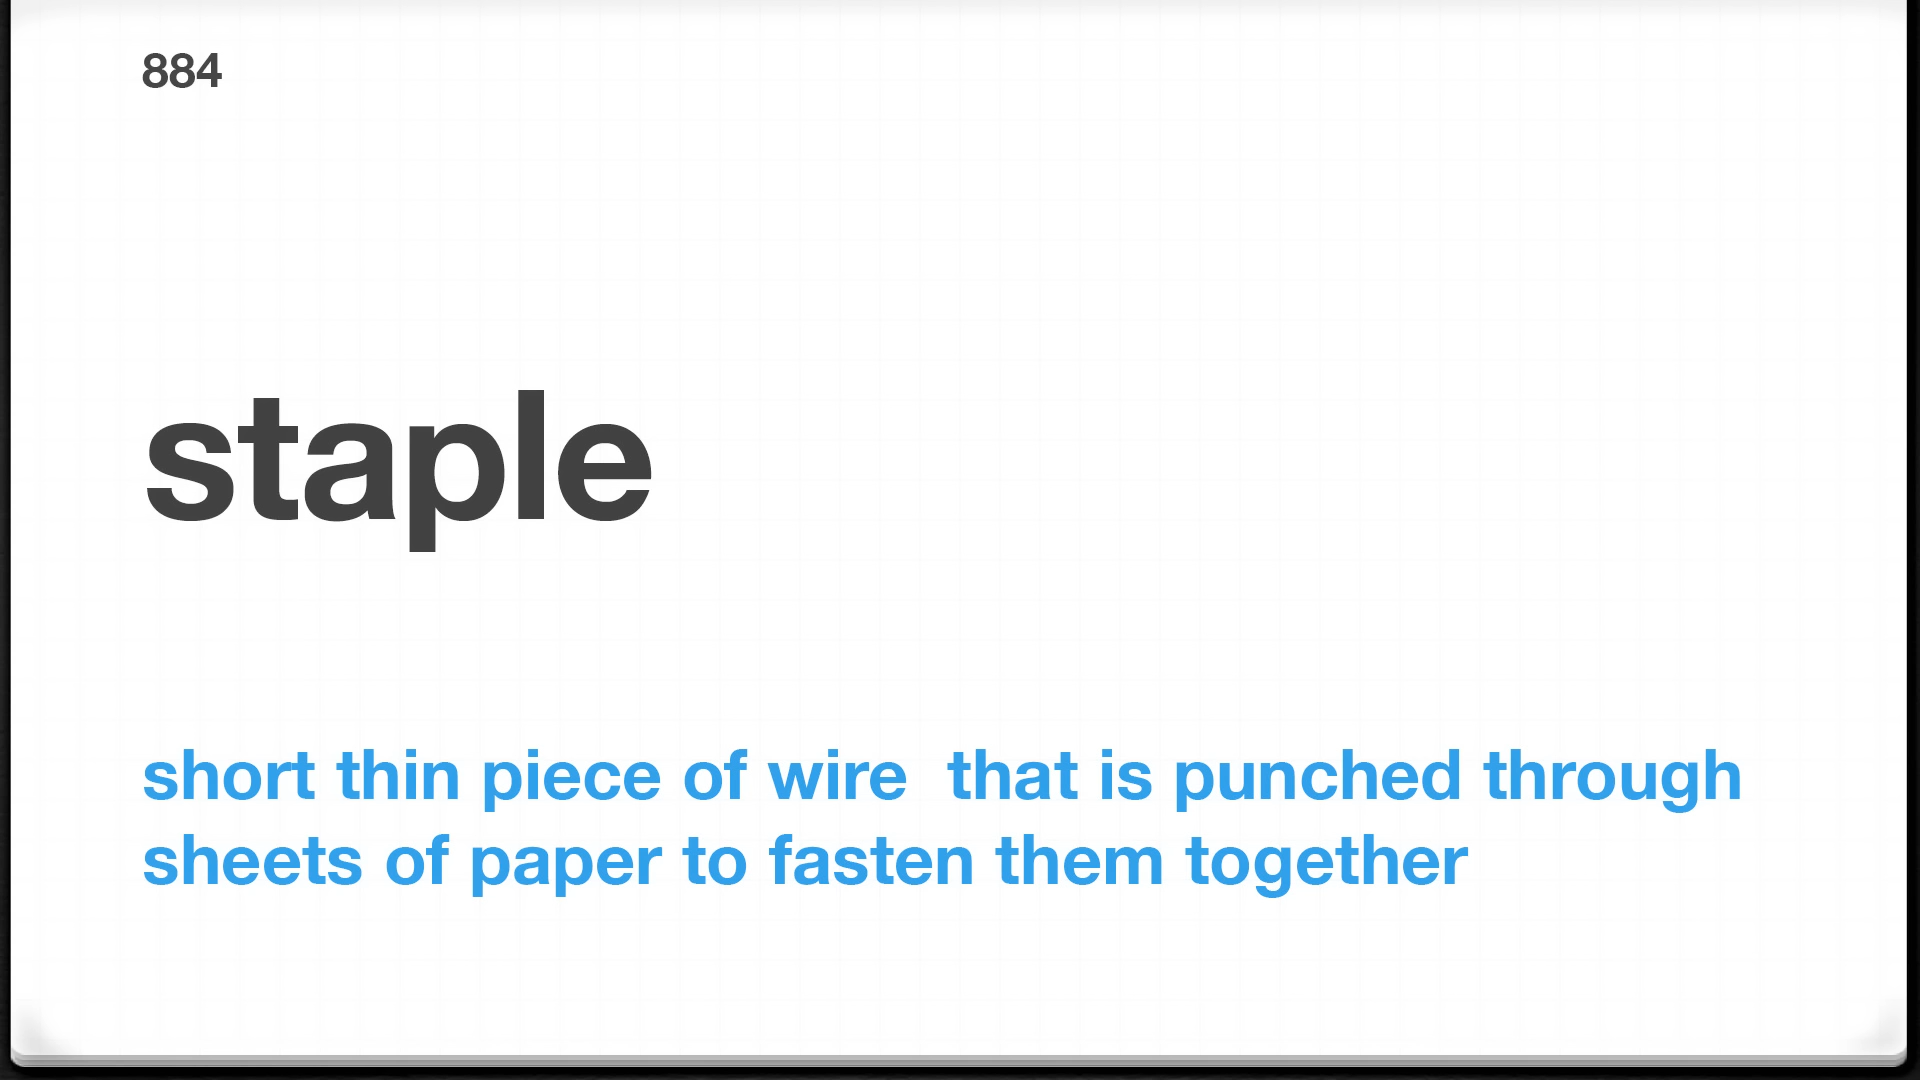 884
staple
short thin piece of wire  that is punched through
sheets of paper to fasten them together